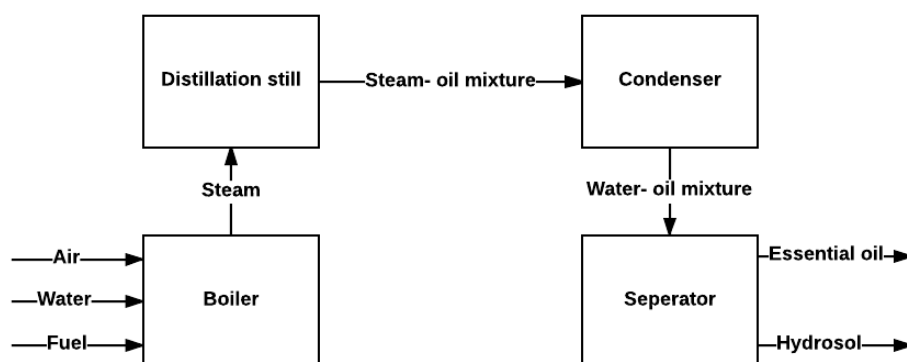 Distillation still
Steam- oil mixture
Condenser
Steam
Water- oil mixture
Air
Water
Fuel
Boiler
Seperator
Essential oil
Hydrosol